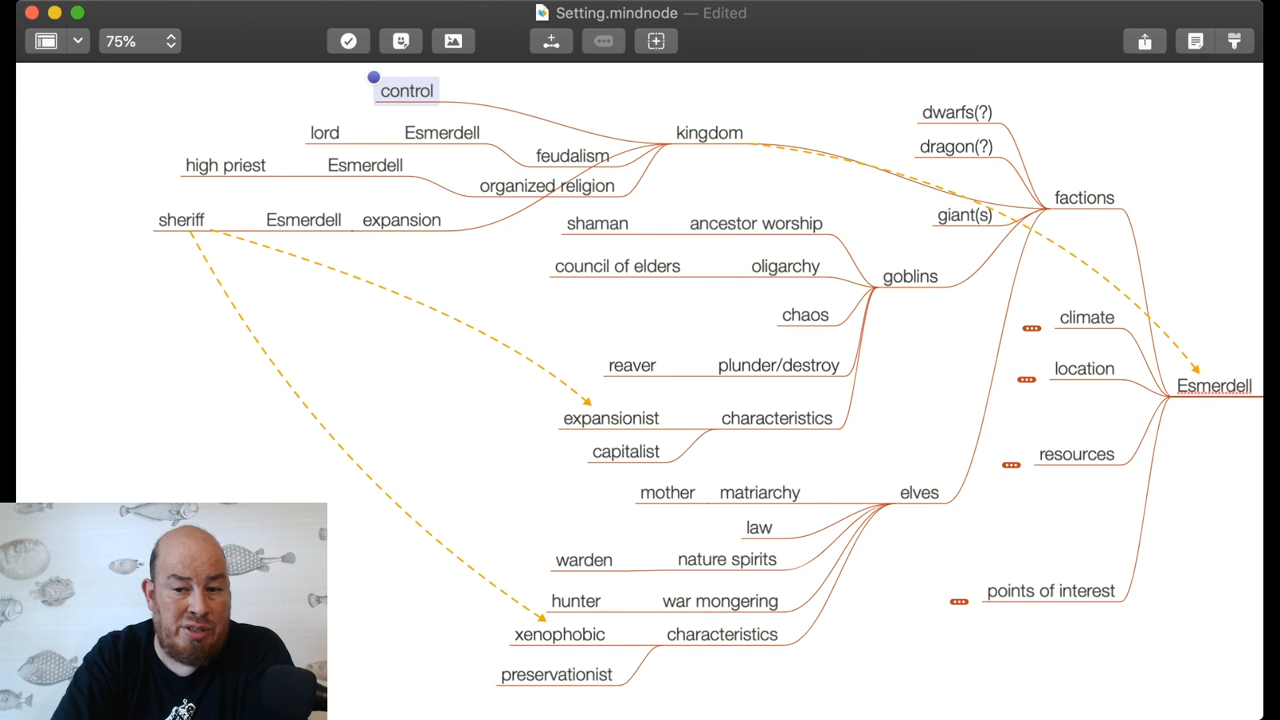 Setting.mindnode — Edited
75%
control
dwarfs(?)
lord Esmerdell kingdom
dragon(?)
feudalism
high priest Esmerdell
organized religion
factions
giant(s)
sheriff Esmerdell expansion
shaman ancestor worship
council of elders oligarchy
goblins
chaos
climate
reaver plunder/destroy
location
Esmerdell
expansionist characteristics
capitalist
resources
mother matriarchy elves
law
warden nature spirits
points of interest
hunter war mongering
xenophobic characteristics
preservationist